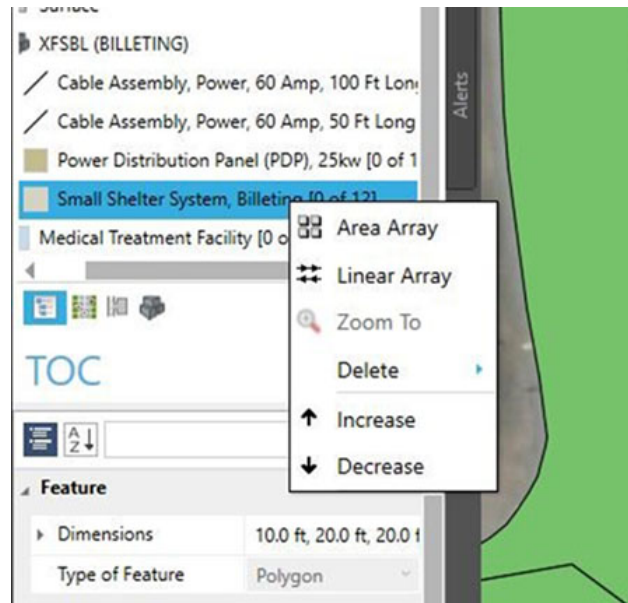 XFSBL (BILLETING)
Cable Assembly, Power, 60 Amp, 100 Ft Long
Cable Assembly, Power, 60 Amp, 50 Ft Long
Power Distribution Panel (PDP), 25kw [0 of 1
Small Shelter System, Billeting [0 of 12]
Medical Treatment Facility [0 o
Alerts
Area Array
Linear Array
Zoom To
Delete
Increase
Decrease
TOC
A
Z
Feature
Dimensions 10.0 ft, 20.0 ft, 20.0 f
Type of Feature Polygon